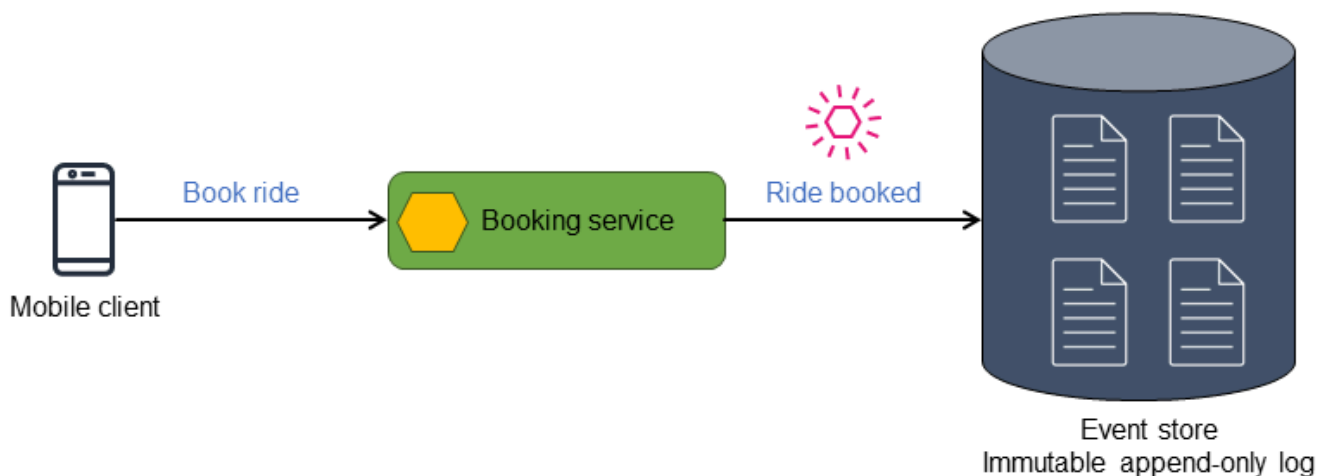 Book ride
Ride booked
Booking service
Mobile client
Event store
Immutable append-only log